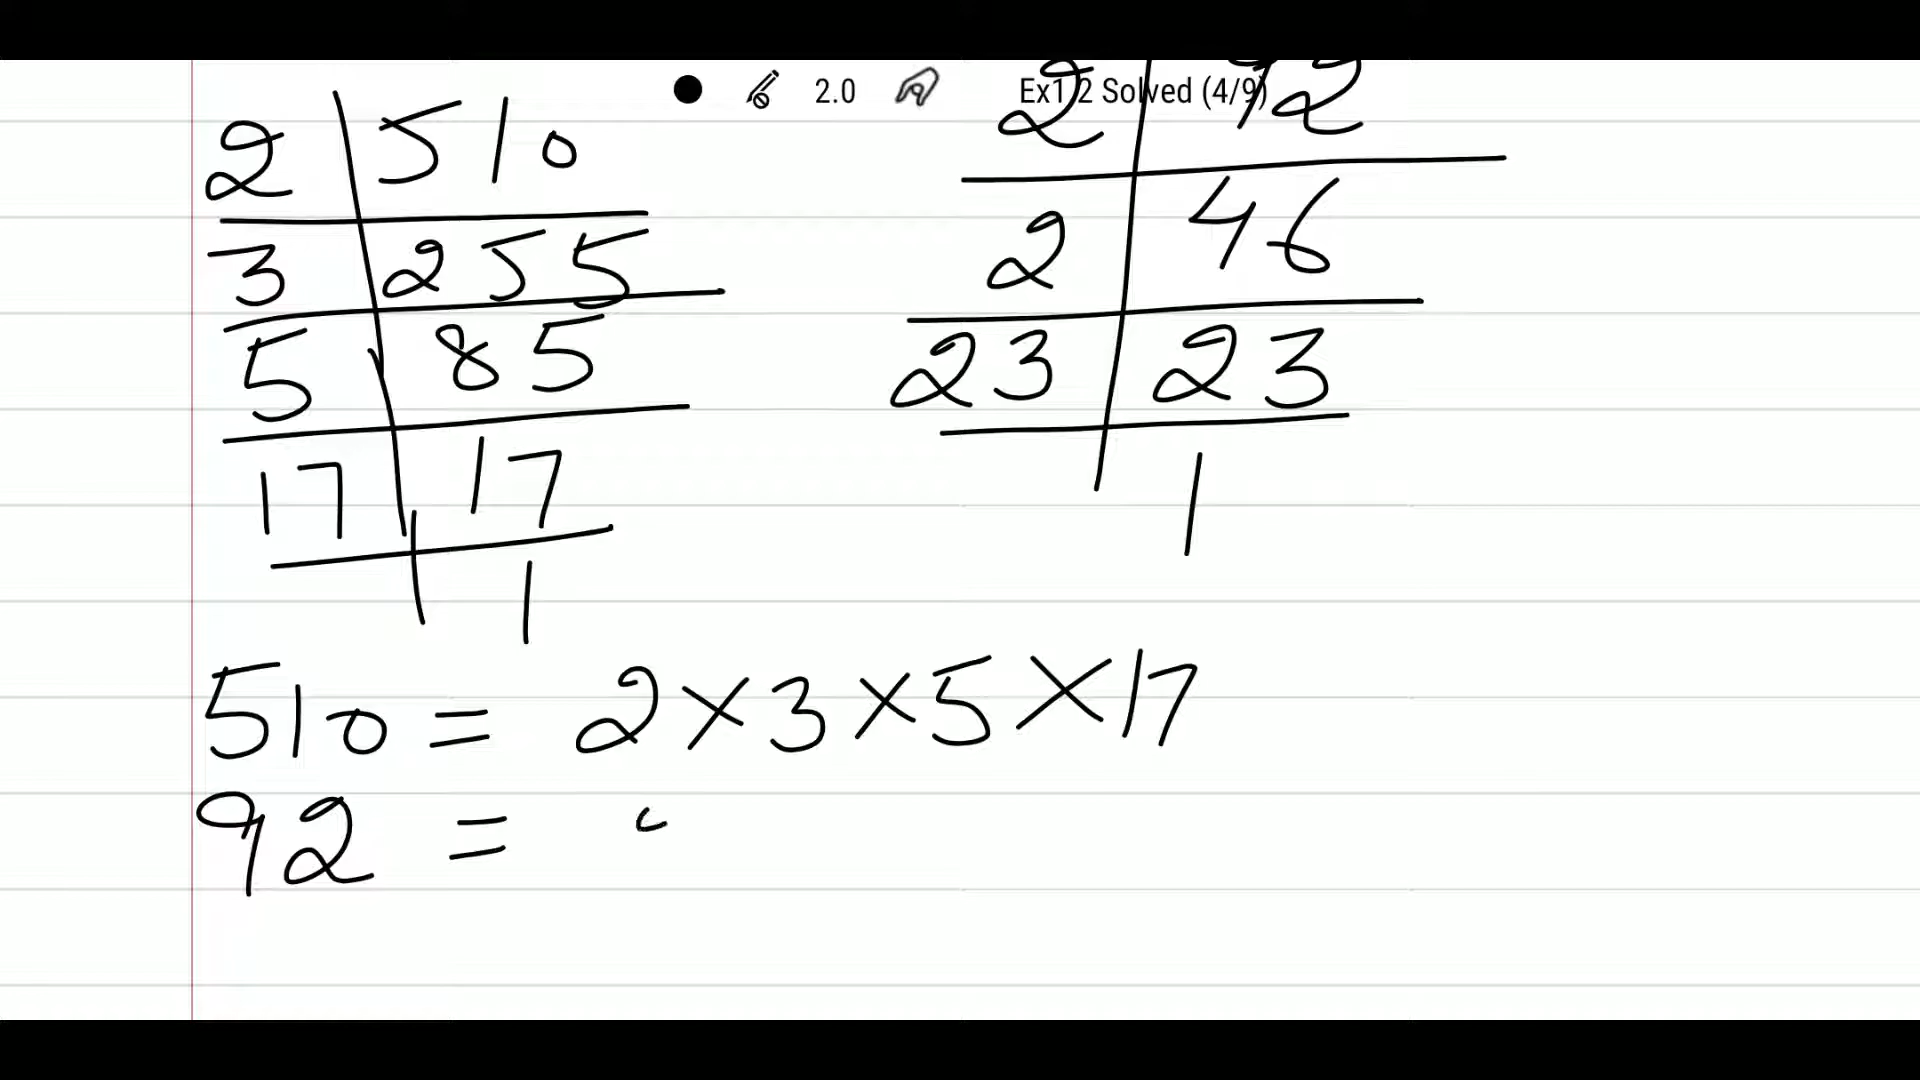 2.0 Ex1 2 Solved (4/9)
2 | 510
3 | 255
5 | 85
17 | 17
1
2 | 92
2 | 46
23 | 23
1
510 = 2 × 3 × 5 × 17
92 =